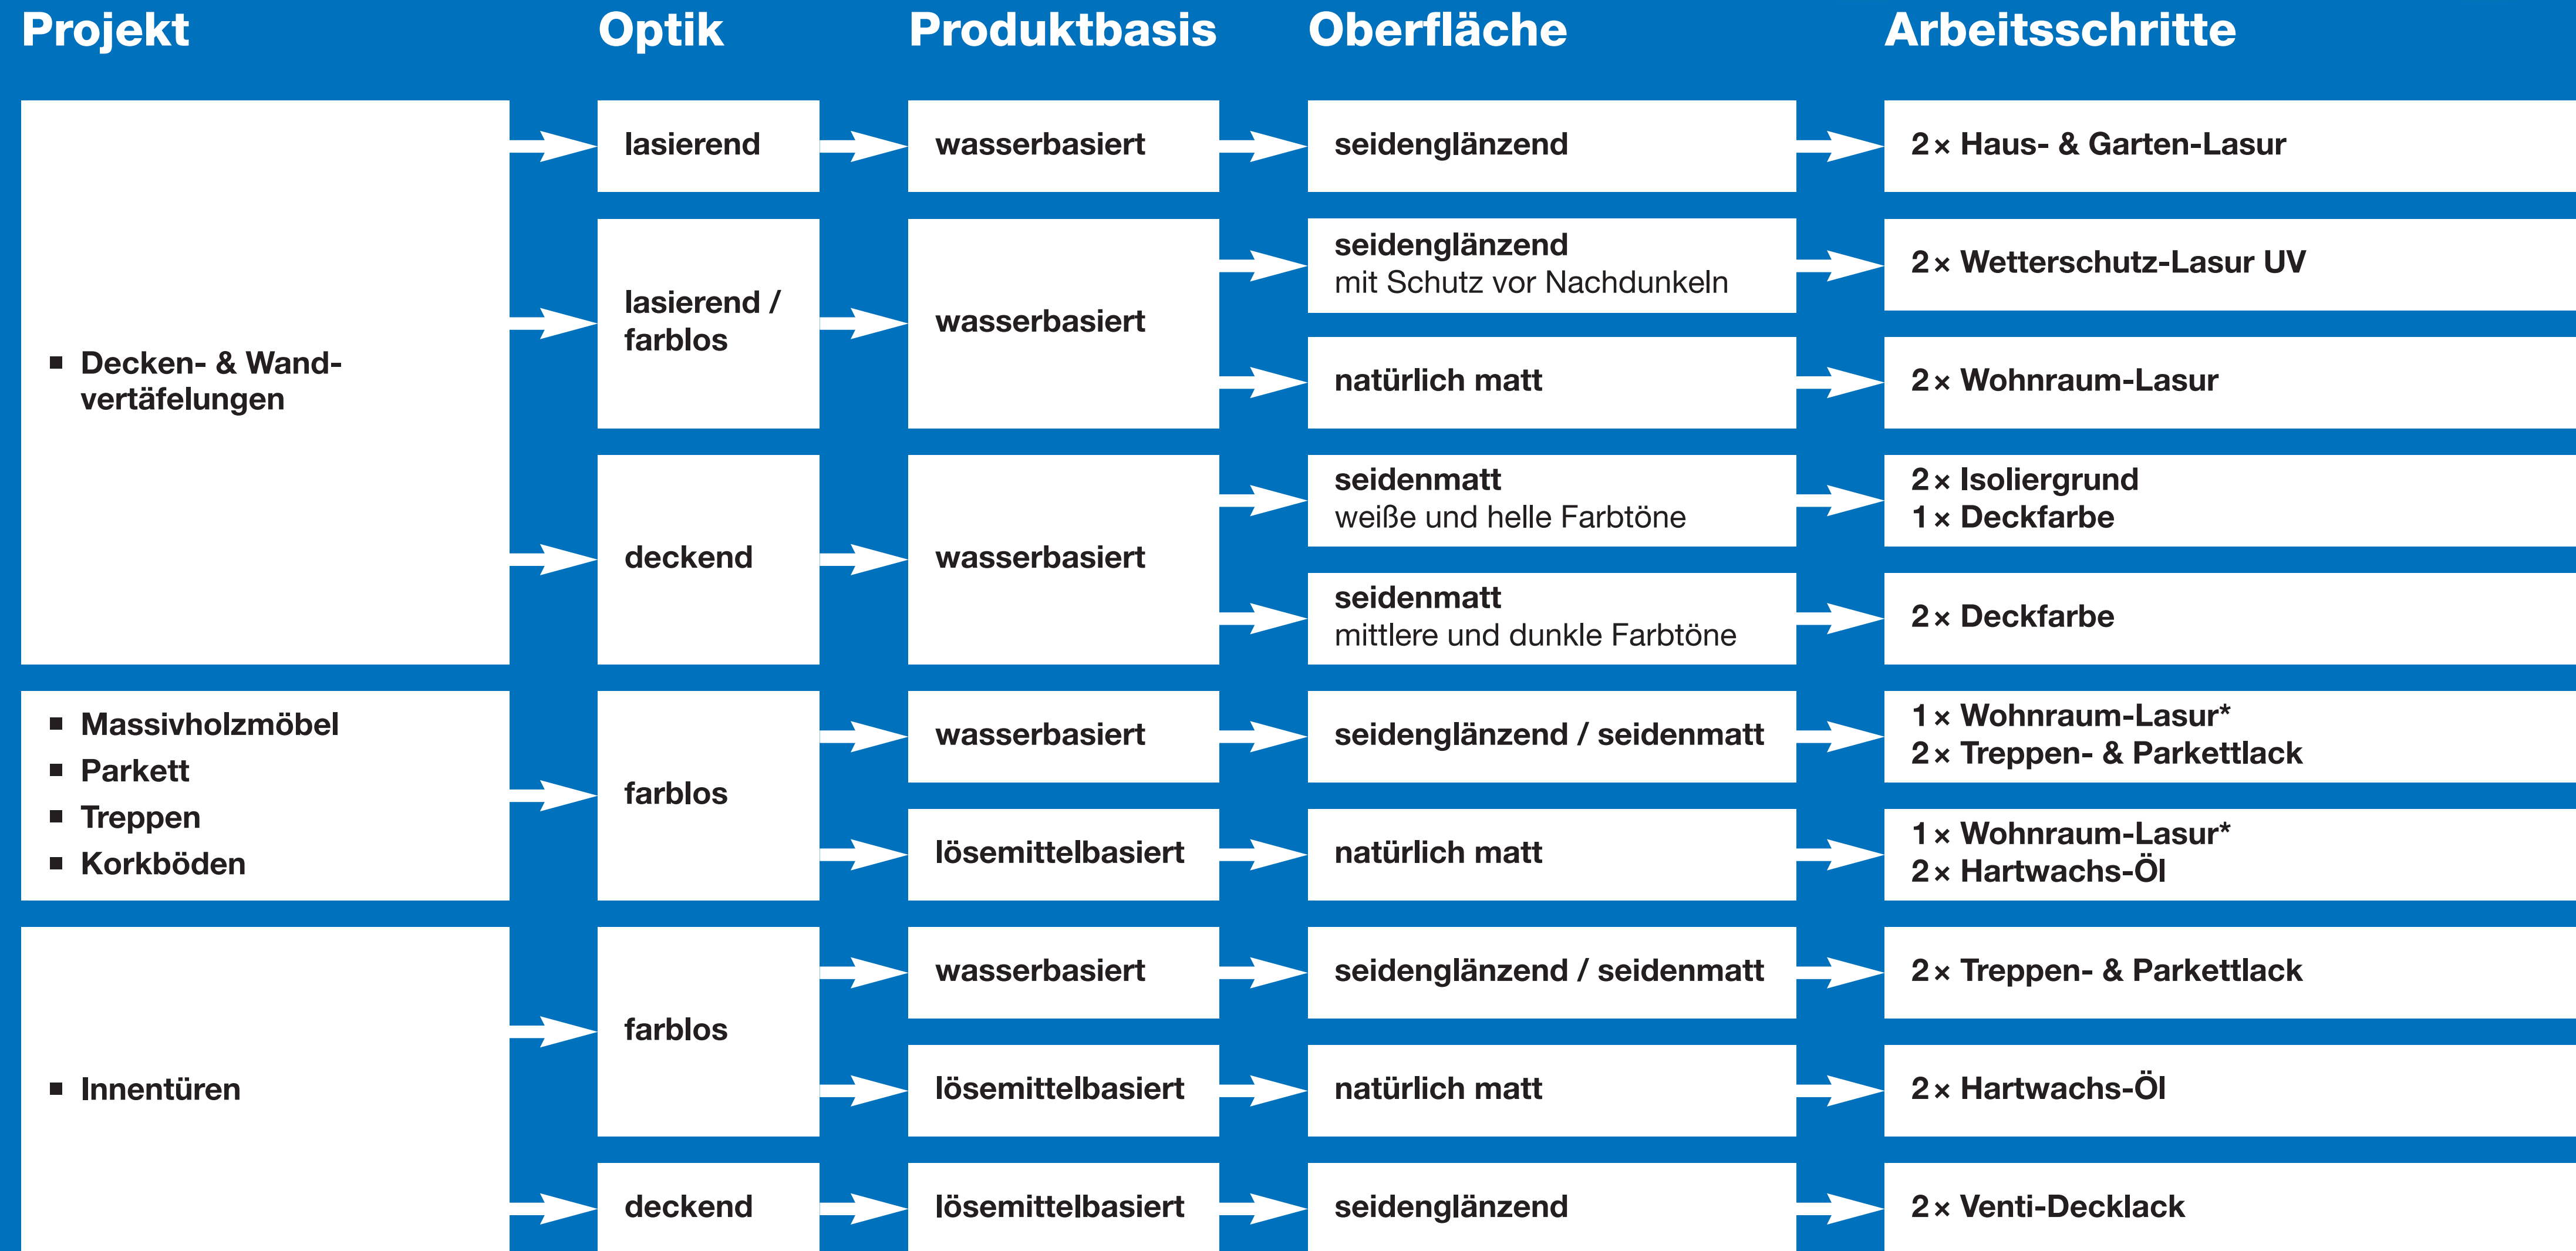 Projekt Optik Produktbasis Oberfläche Arbeitsschritte
▪ Decken- & Wand-
vertäfelungen
lasierend
wasserbasiert
seidenglänzend
2× Haus- & Garten-Lasur
lasierend /
farblos
wasserbasiert
seidenglänzend
mit Schutz vor Nachdunkeln
2× Wetterschutz-Lasur UV
natürlich matt
2× Wohnraum-Lasur
deckend
wasserbasiert
seidenmatt
weiße und helle Farbtöne
2× Isoliergrund
1× Deckfarbe
seidenmatt
mittlere und dunkle Farbtöne
2× Deckfarbe
▪ Massivholzmöbel
▪ Parkett
▪ Treppen
▪ Korkböden
farblos
wasserbasiert
seidenglänzend / seidenmatt
1× Wohnraum-Lasur*
2× Treppen- & Parkettlack
lösemittelbasiert
natürlich matt
1× Wohnraum-Lasur*
2× Hartwachs-Öl
▪ Innentüren
farblos
wasserbasiert
seidenglänzend / seidenmatt
2× Treppen- & Parkettlack
lösemittelbasiert
natürlich matt
2× Hartwachs-Öl
deckend
lösemittelbasiert
seidenglänzend
2× Venti-Decklack